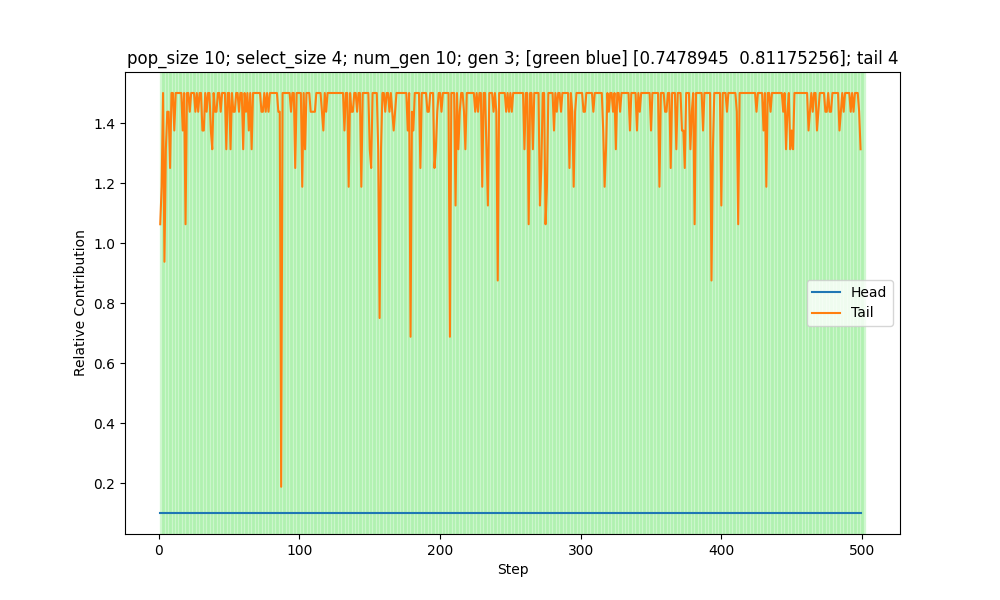 pop_size 10; select_size 4; num_gen 10; gen 3; [green blue] [0.7478945  0.81175256]; tail 4
1.4
1.2
1.0
0.8
0.6
0.4
0.2
Relative Contribution
Head
Tail
0 100 200 300 400 500
Step